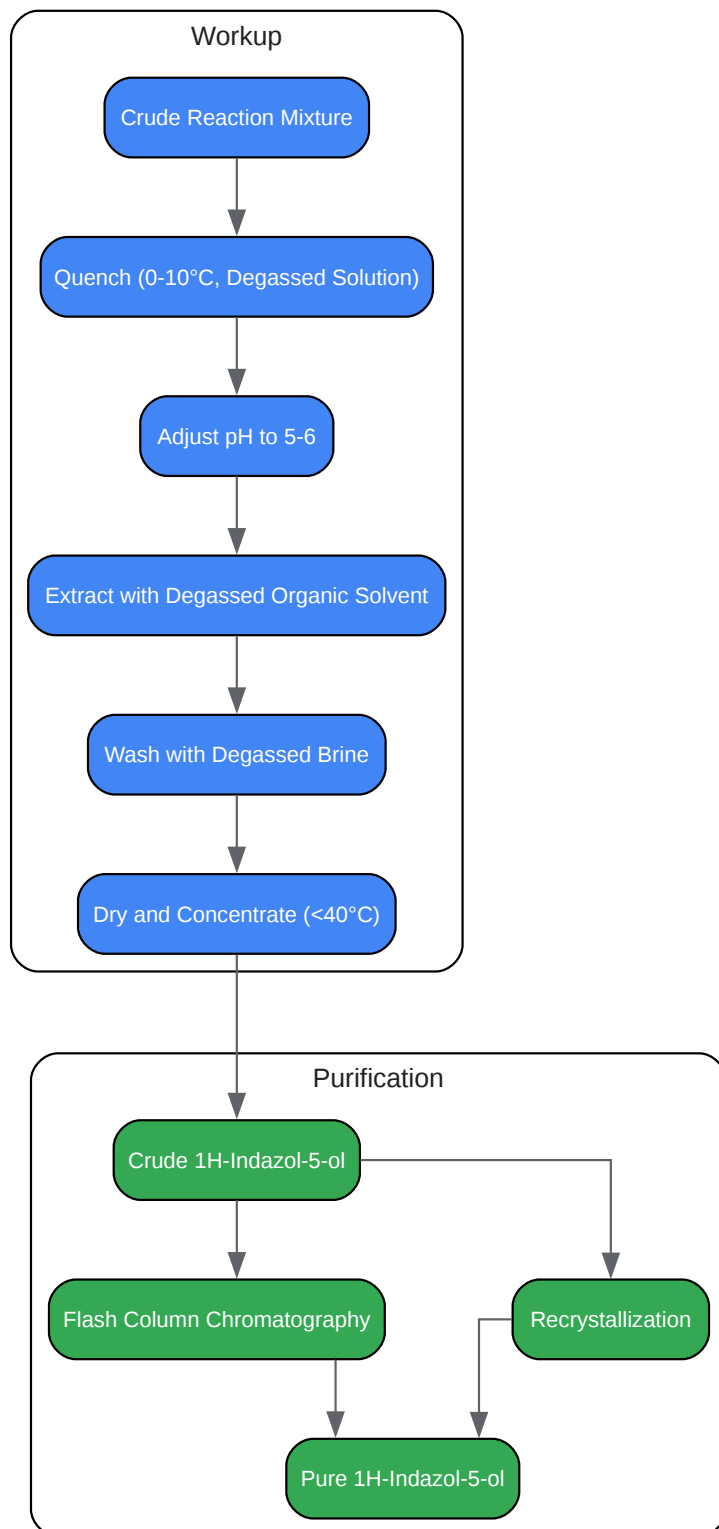 Workup
Crude Reaction Mixture
Quench (0-10°C, Degassed Solution)
Adjust pH to 5-6
Extract with Degassed Organic Solvent
Wash with Degassed Brine
Dry and Concentrate (<40°C)
Purification
Crude 1H-Indazol-5-ol
Flash Column Chromatography
Recrystallization
Pure 1H-Indazol-5-ol